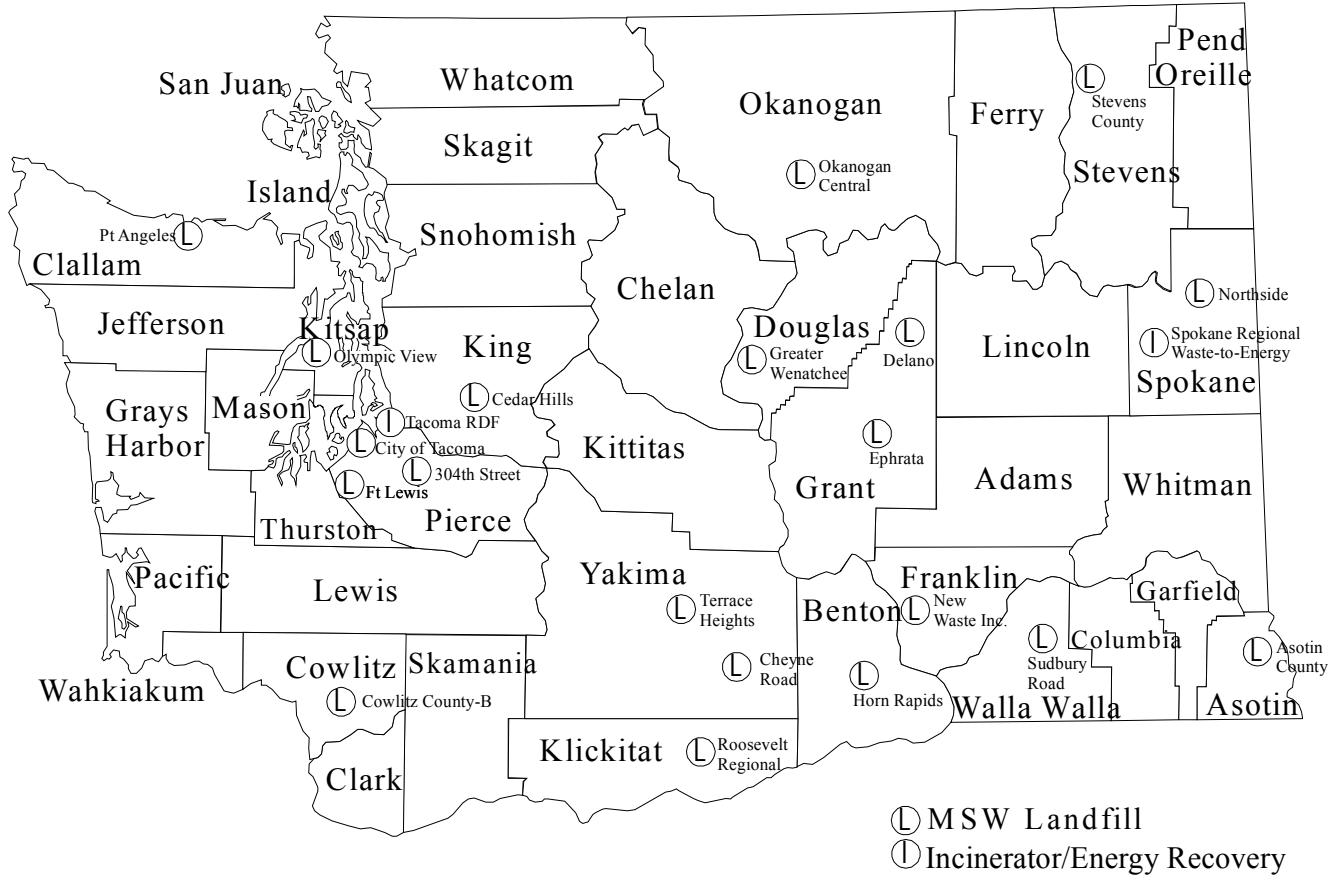 Pend
Oreille
San Juan
Whatcom
Okanogan
Ferry
L
Stevens
County
Skagit
L
Okanogan
Central
Stevens
Island
Pt Angeles
L
Snohomish
Clallam
Chelan
L
Northside
Jefferson
Kitsap
L
Olympic View
King
Douglas
L
Greater
Wenatchee
L
Delano
Lincoln
I
Spokane Regional
Waste-to-Energy
Spokane
Grays
Harbor
Mason
L
Cedar Hills
I
Tacoma RDF
L
City of Tacoma
L
304th Street
L
Ft Lewis
Kittitas
L
Ephrata
Grant
Adams
Whitman
Thurston
Pierce
Pacific
Lewis
Yakima
L
Terrace
Heights
Benton
Franklin
L
New
Waste Inc.
Garfield
L
Sudbury
Road
Columbia
L
Asotin
County
Wahkiakum
Cowlitz
L
Cowlitz County-B
Skamania
L
Cheyne
Road
L
Horn Rapids
Walla Walla
Asotin
Klickitat
L
Roosevelt
Regional
Clark
L
MSW Landfill
I
Incinerator/Energy Recovery